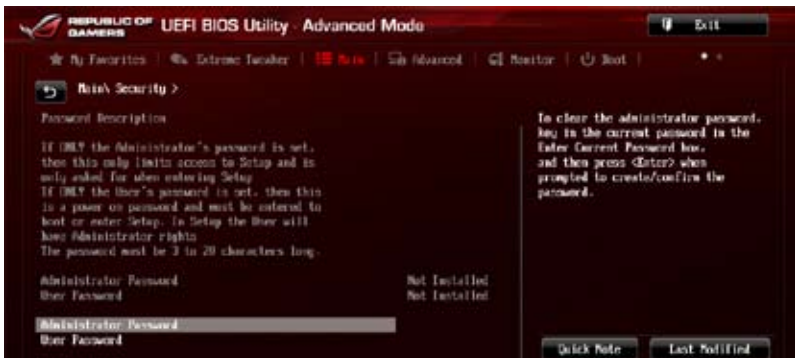 REPUBLIC OF GAMERS UEFI BIOS Utility - Advanced Mode
Exit
My Favorites | Extreme Tweaker | Main | Advanced | Monitor | Boot |
Main\ Security >
Password Description
If ONLY the Administrator's password is set,
then this only limits access to Setup and is
only asked for when entering Setup
If ONLY the User's password is set, then this
is a power on password and must be entered to
boot or enter Setup. In Setup the User will
have Administrator rights
The password must be 3 to 20 characters long.
Administrator Password Not Installed
User Password Not Installed
Administrator Password
User Password
To clear the administrator password,
key in the current password in the
Enter Current Password box,
and then press <Enter> when
prompted to create/confirm the
password.
Quick Note
Last Modified